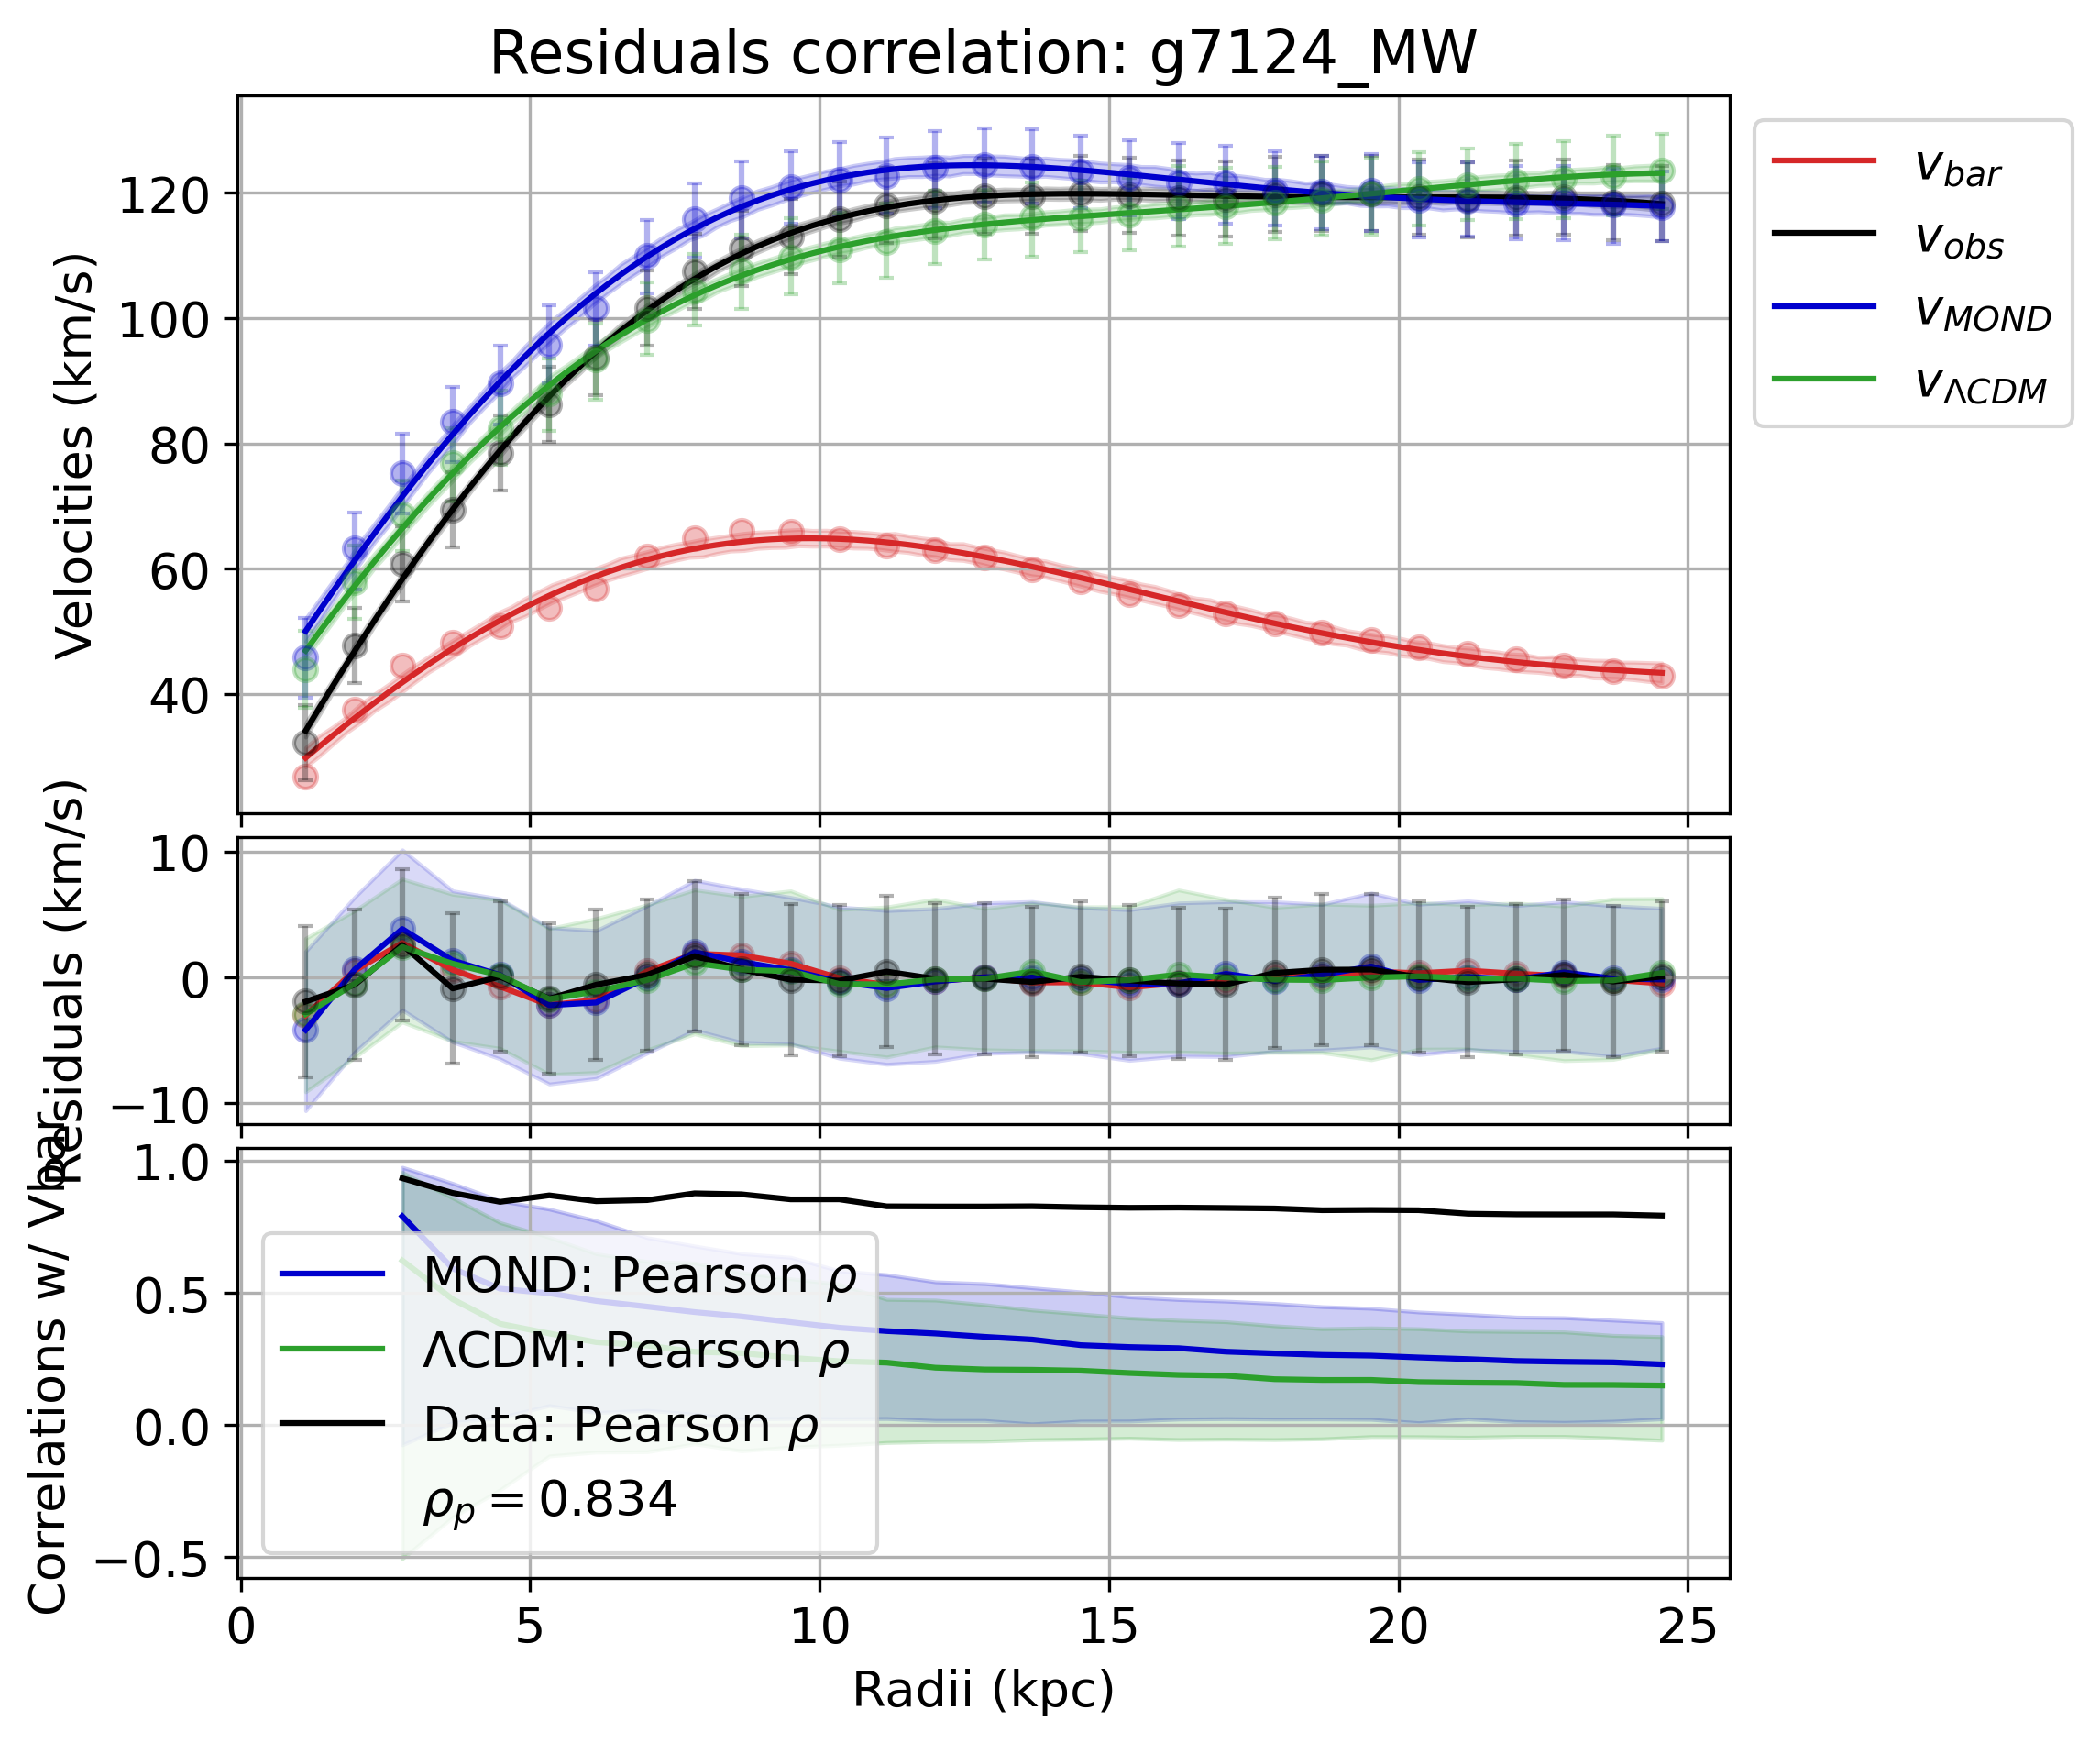 Residuals correlation: g7124_MW
Velocities (km/s)
120
100
80
60
40
v_bar
v_obs
v_MOND
v_ΛCDM
Residuals (km/s)
10
0
−10
Correlations w/ Vbar
1.0
0.5
0.0
−0.5
MOND: Pearson ρ
ΛCDM: Pearson ρ
Data: Pearson ρ
ρ_p = 0.834
0 5 10 15 20 25
Radii (kpc)